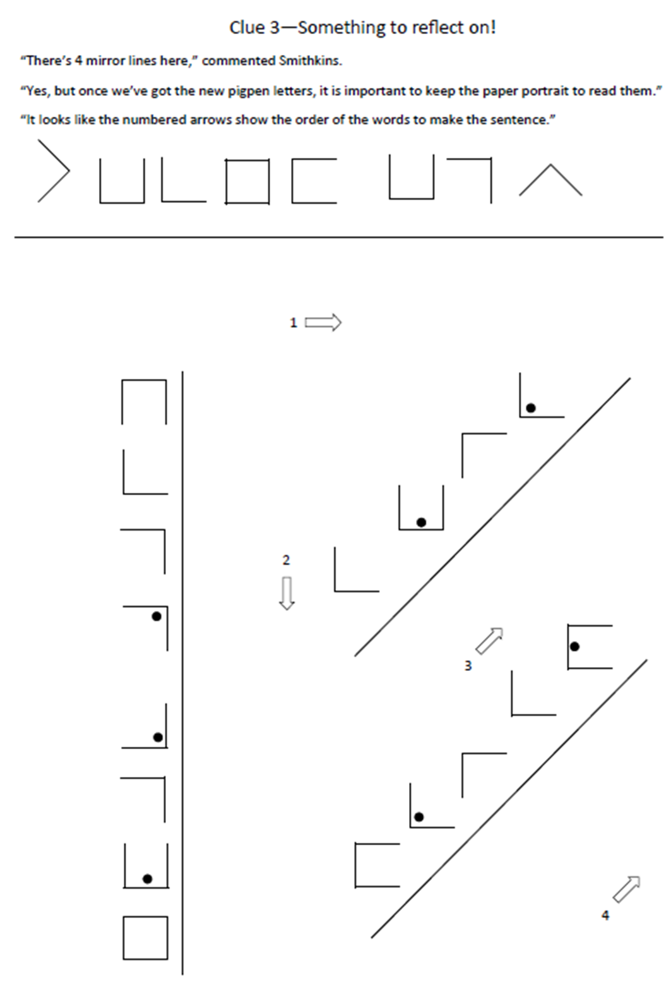 Clue 3—Something to reflect on!
“There’s 4 mirror lines here,” commented Smithkins.
“Yes, but once we’ve got the new pigpen letters, it is important to keep the paper portrait to read them.”
“It looks like the numbered arrows show the order of the words to make the sentence.”
1
2
3
4